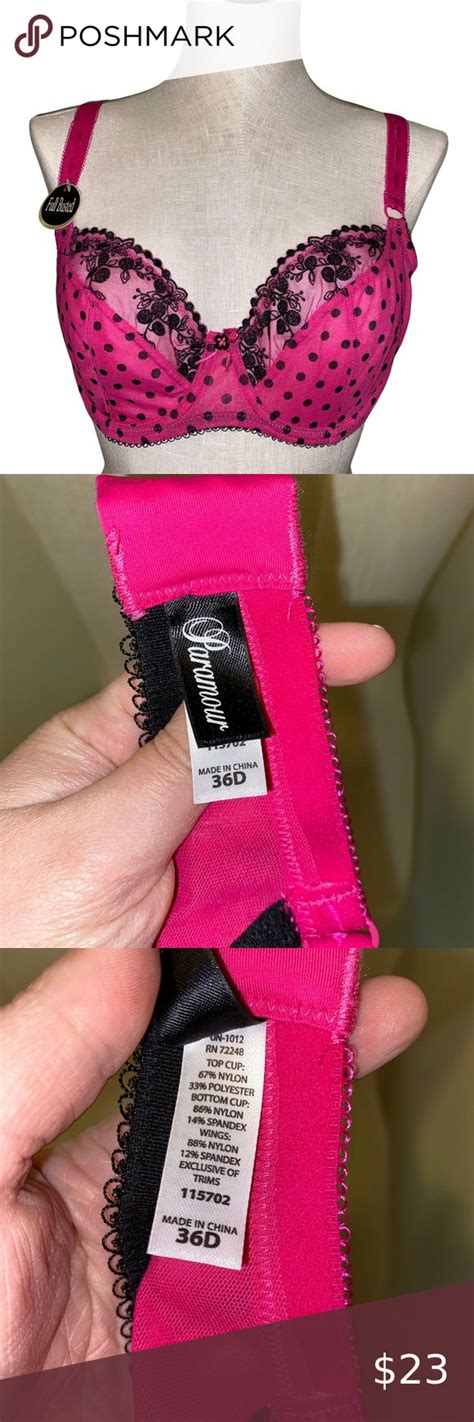 POSHMARK
Full Busted
Paramour
115702
MADE IN CHINA
36D
UN-1012
RN 72248
TOP CUP:
67% NYLON
33% POLYESTER
BOTTOM CUP:
86% NYLON
14% SPANDEX
WINGS:
88% NYLON
12% SPANDEX
EXCLUSIVE OF
TRIMS
115702
MADE IN CHINA
36D
$23